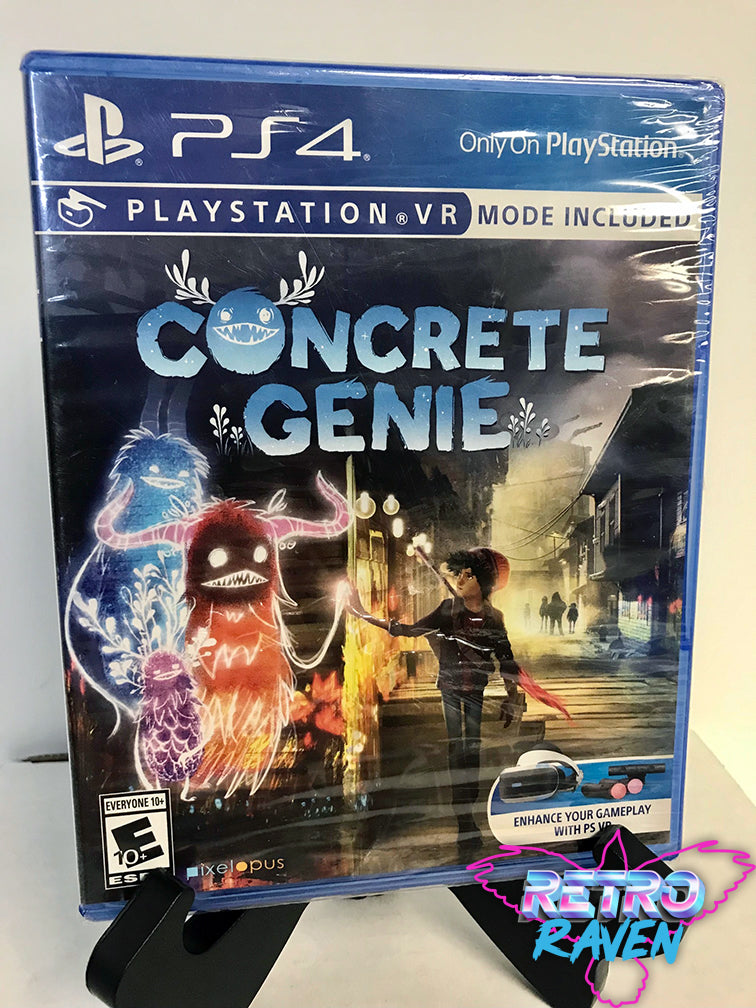 PS4®
Only On PlayStation®
PLAYSTATION®VR MODE INCLUDED
CONCRETE
GENIE
EVERYONE 10+
E
10+
ENHANCE YOUR GAMEPLAY
WITH PS VR
pixelopus
RETRO
RAVEN